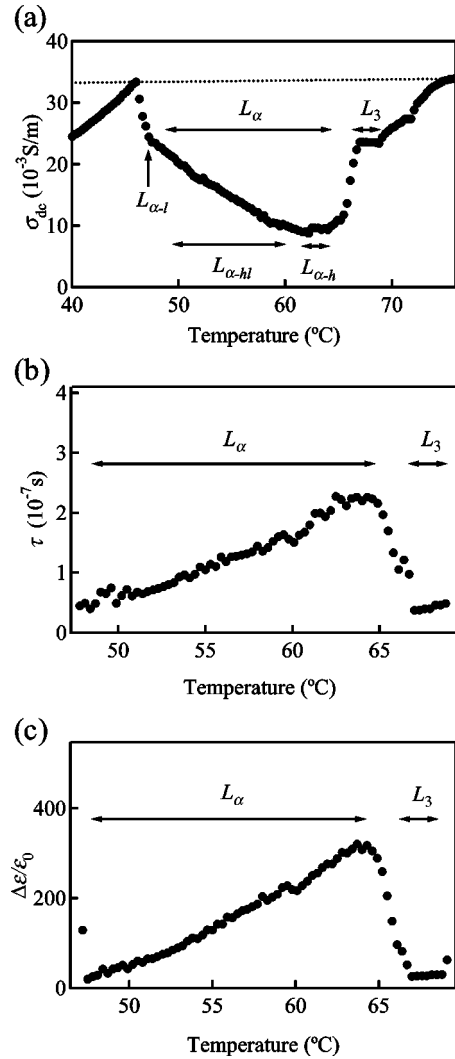 (a)
40
30
20
10
0
σdc (10⁻³S/m)
Lα
L3
Lα-l
Lα-hl
Lα-h
40 50 60 70
Temperature (ºC)
(b)
4
3
2
1
0
τ (10⁻⁷s)
Lα
L3
50 55 60 65
Temperature (ºC)
(c)
400
200
0
Δε/ε0
Lα
L3
50 55 60 65
Temperature (ºC)